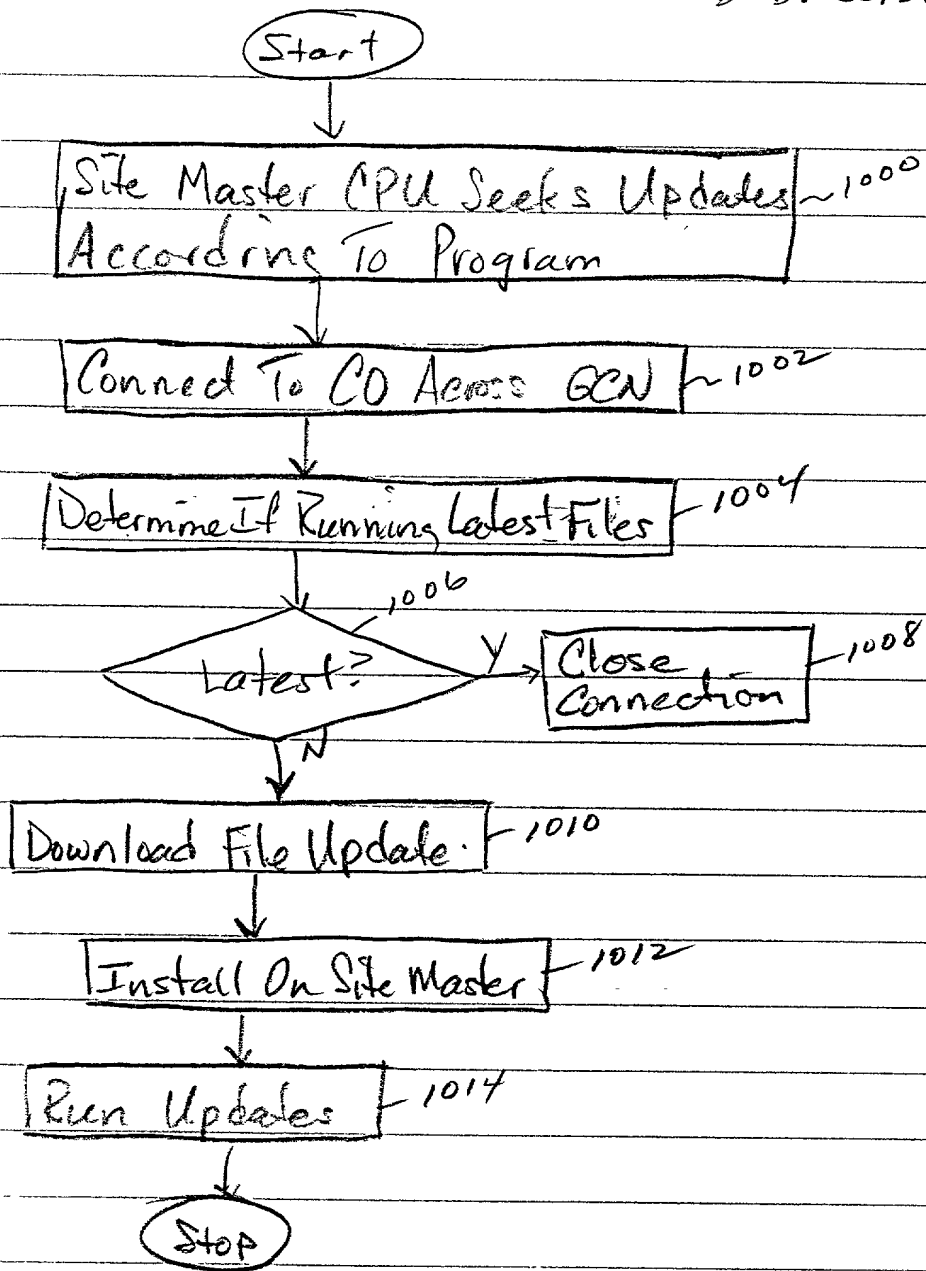 Start
Site Master CPU Seeks Updates ~1000
According To Program
Connect To CO Across GCN ~1002
Determine If Running Latest Files 1004
1006
Latest? Y
Close 1008
Connection
N
Download File Update. 1010
Install On Site Master 1012
Run Updates 1014
Stop